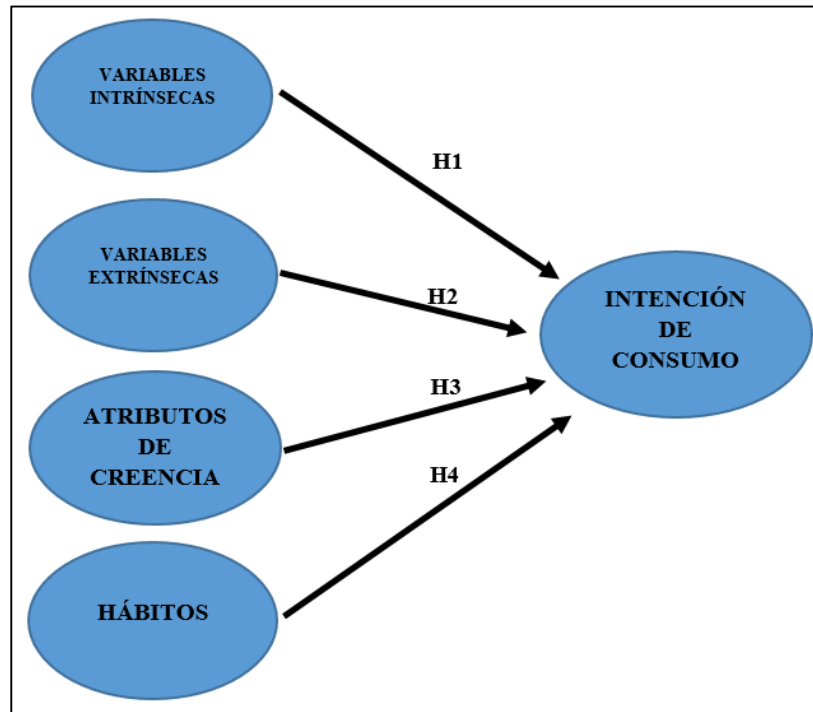 VARIABLES
INTRÍNSECAS
H1
VARIABLES
EXTRÍNSECAS
H2
INTENCIÓN
DE
CONSUMO
ATRIBUTOS
DE
CREENCIA
H3
H4
HÁBITOS